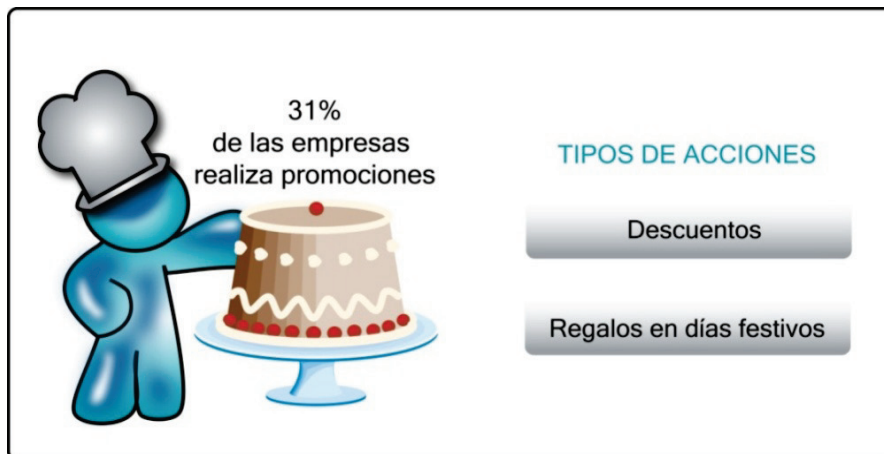 31%
de las empresas
realiza promociones
TIPOS DE ACCIONES
Descuentos
Regalos en días festivos